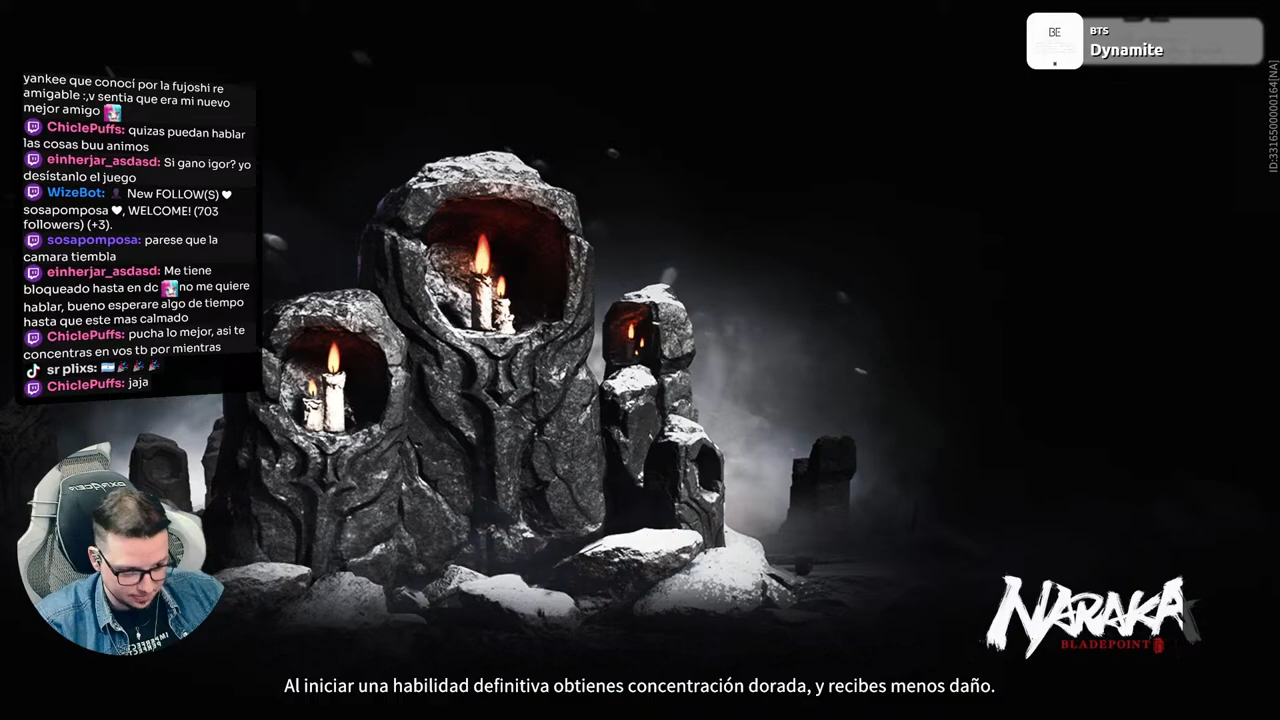 BE
BTS
Dynamite
ID:3316500000164[NA]
yankee que conocí por la fujoshi re
amigable :,v sentia que era mi nuevo
mejor amigo
ChiclePuffs: quizas puedan hablar
las cosas buu animos
einherjar_asdasd: Si gano igor? yo
desístanlo el juego
WizeBot: 👤 New FOLLOW(S) ♥
sosapomposa ♥, WELCOME! (703
followers) (+3).
sosapomposa: parese que la
camara tiembla
einherjar_asdasd: Me tiene
bloqueado hasta en dc no me quiere
hablar, bueno esperare algo de tiempo
hasta que este mas calmado
ChiclePuffs: pucha lo mejor, asi te
concentras en vos tb por mientras
sr plixs: 🇦🇷 🎉 🎉 🎉
ChiclePuffs: jaja
NARAKA
BLADEPOINT
Al iniciar una habilidad definitiva obtienes concentración dorada, y recibes menos daño.